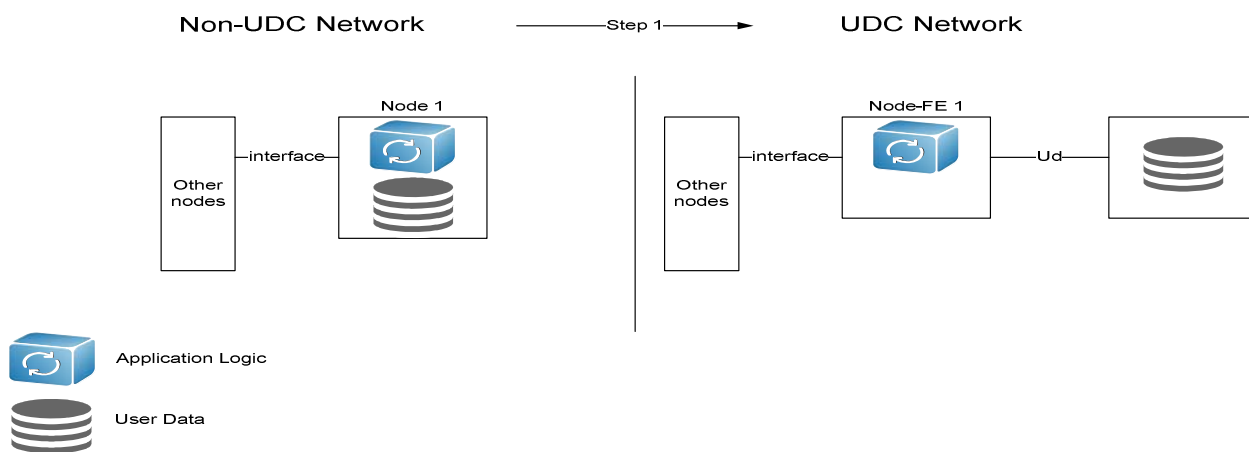 Non-UDC Network
Step 1
UDC Network
Node 1
Node-FE 1
interface
Other
nodes
interface
Ud
Other
nodes
Application Logic
User Data